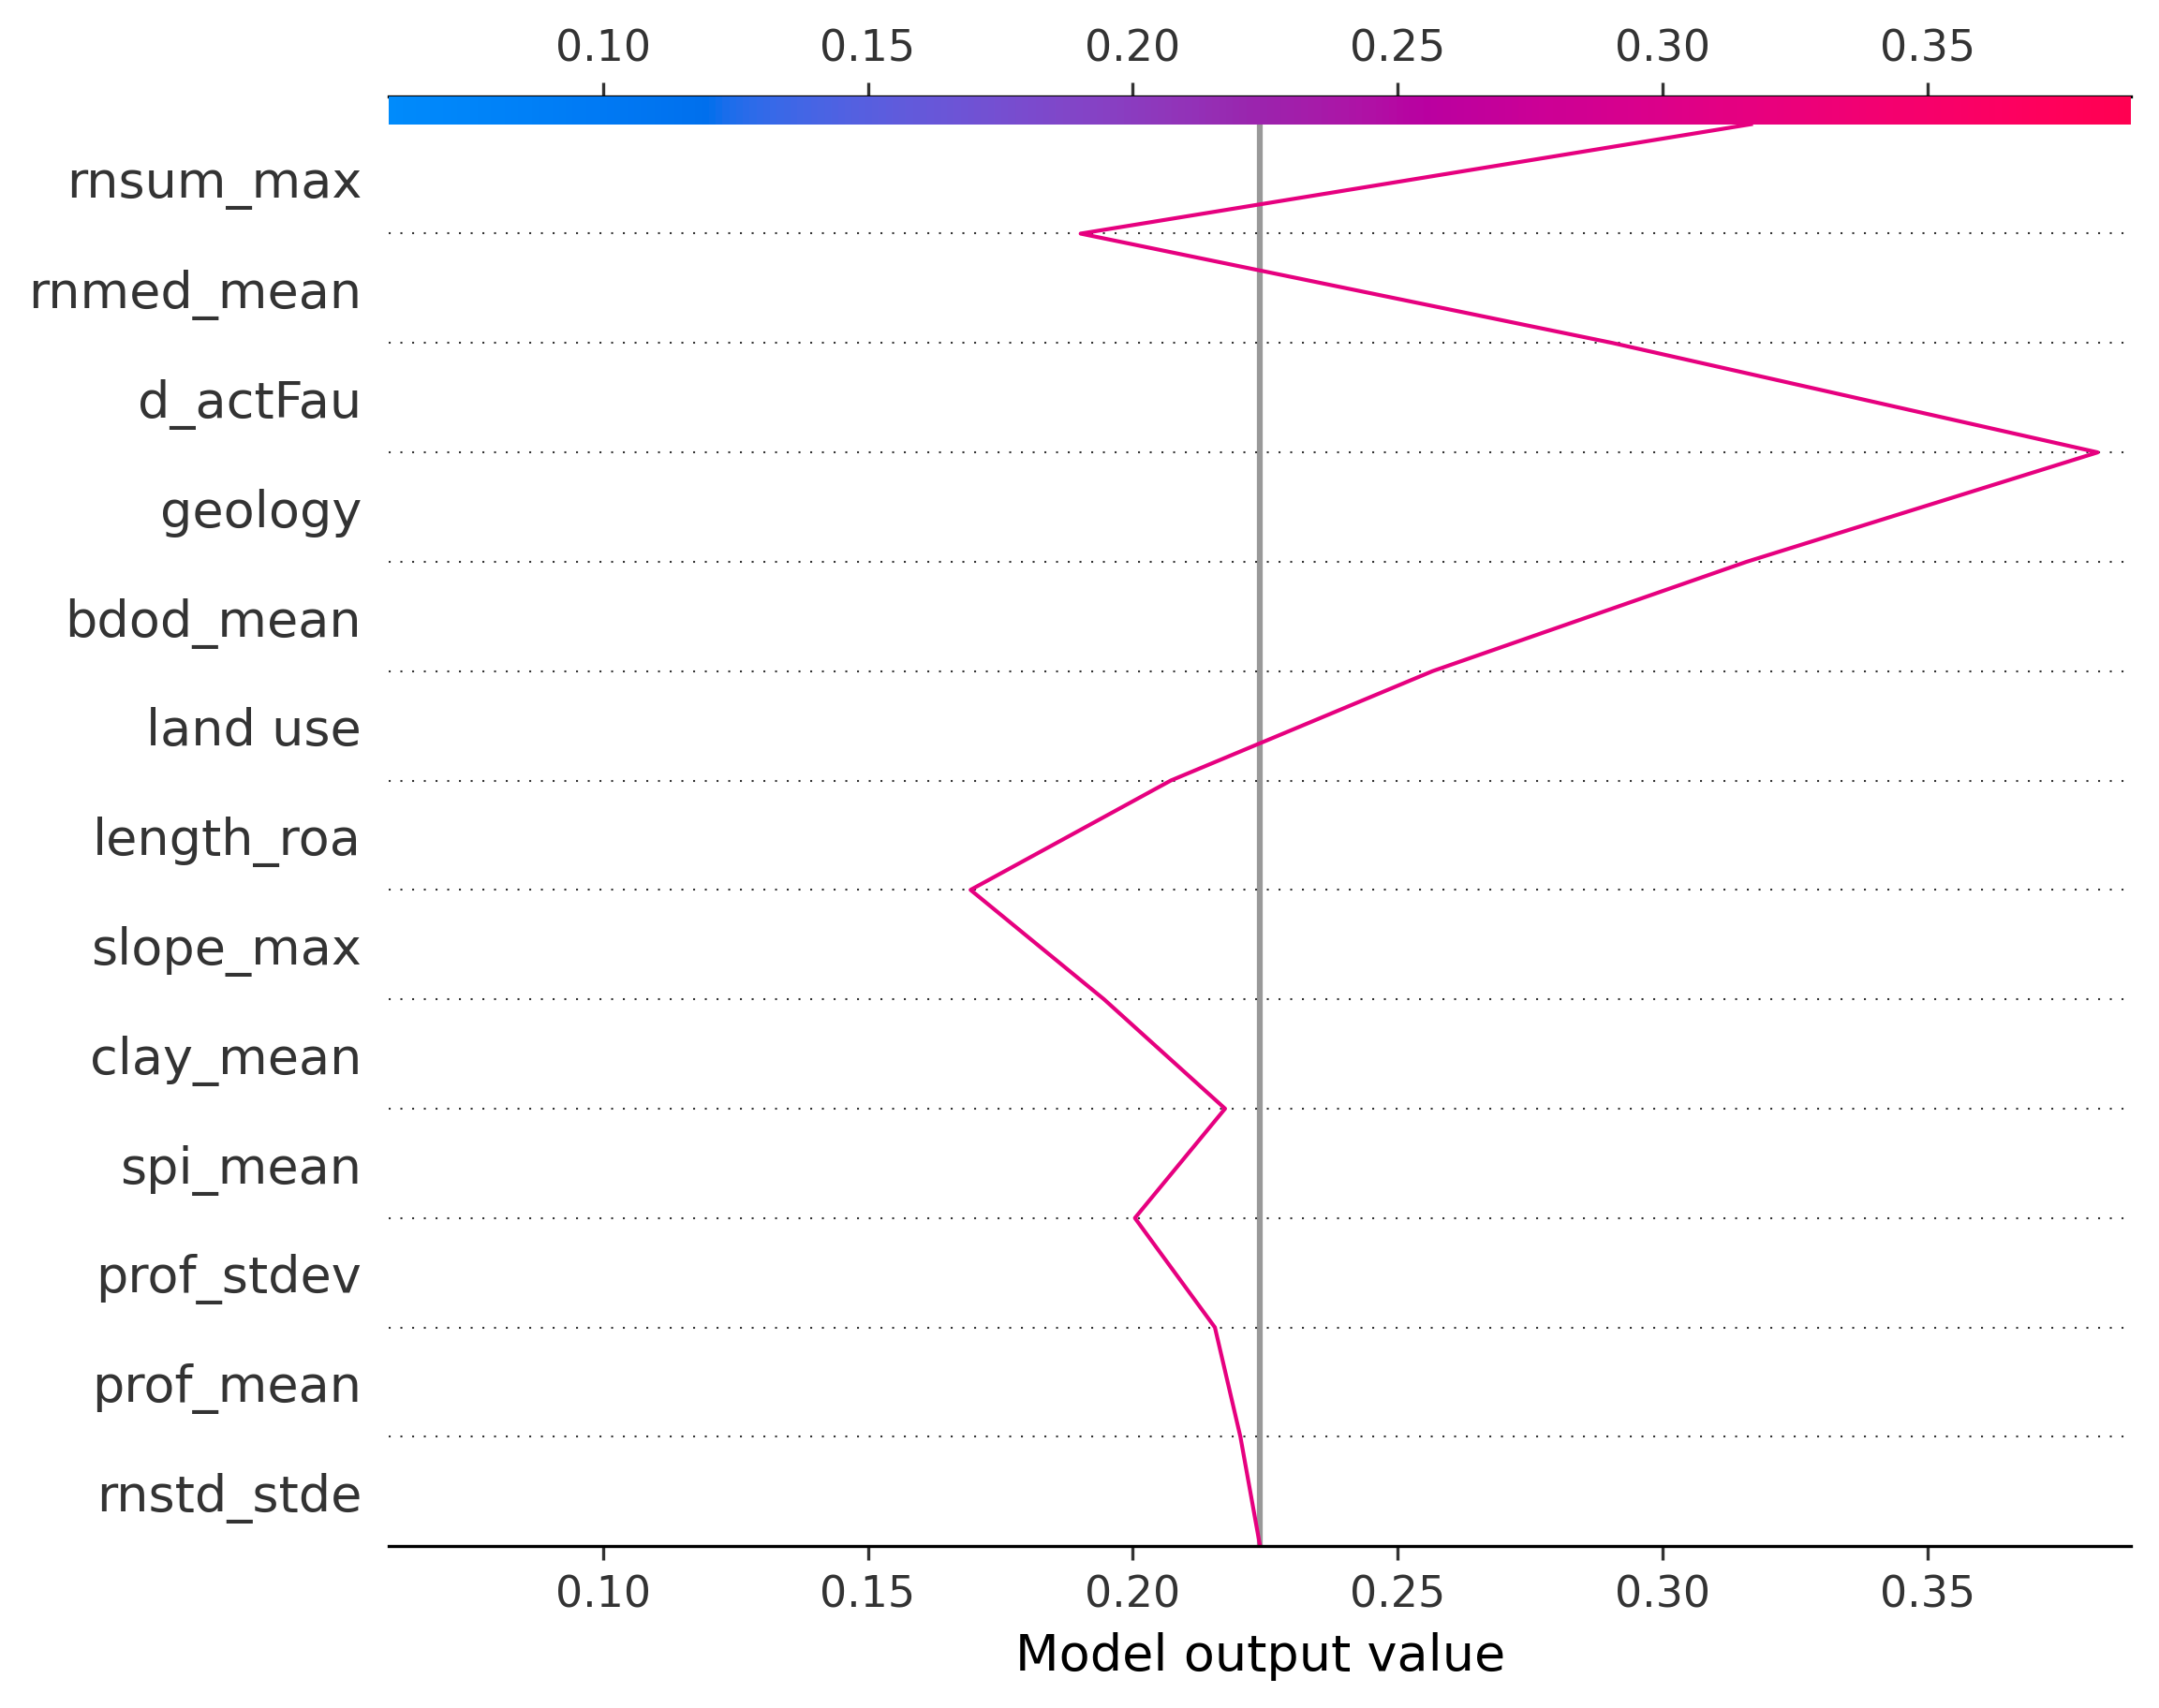 0.10 0.15 0.20 0.25 0.30 0.35
rnsum_max
rnmed_mean
d_actFau
geology
bdod_mean
land use
length_roa
slope_max
clay_mean
spi_mean
prof_stdev
prof_mean
rnstd_stde
0.10 0.15 0.20 0.25 0.30 0.35
Model output value